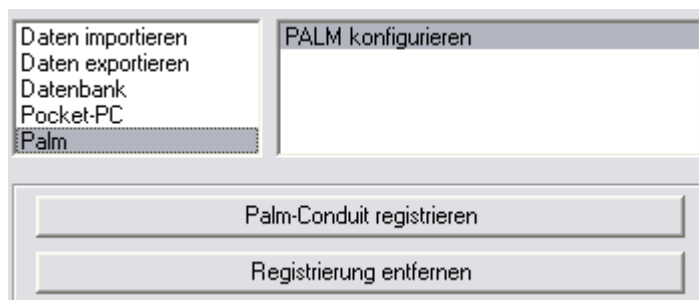 Daten importieren
Daten exportieren
Datenbank
Pocket-PC
Palm
PALM konfigurieren
Palm-Conduit registrieren
Registrierung entfernen